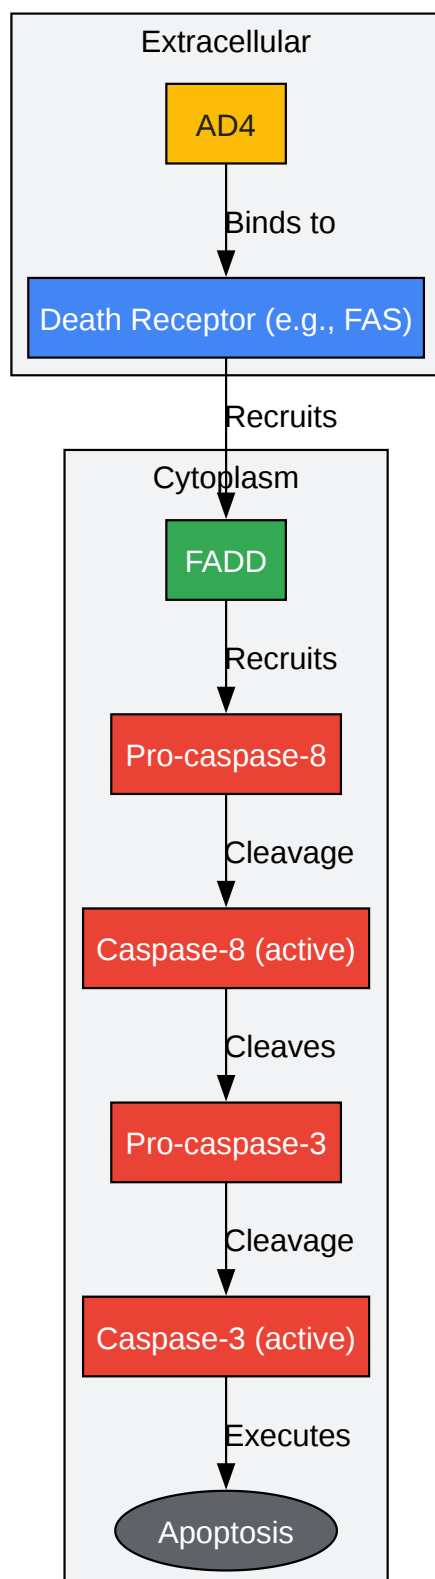 Extracellular
AD4
Binds to
Death Receptor (e.g., FAS)
Recruits
Cytoplasm
FADD
Recruits
Pro-caspase-8
Cleavage
Caspase-8 (active)
Cleaves
Pro-caspase-3
Cleavage
Caspase-3 (active)
Executes
Apoptosis